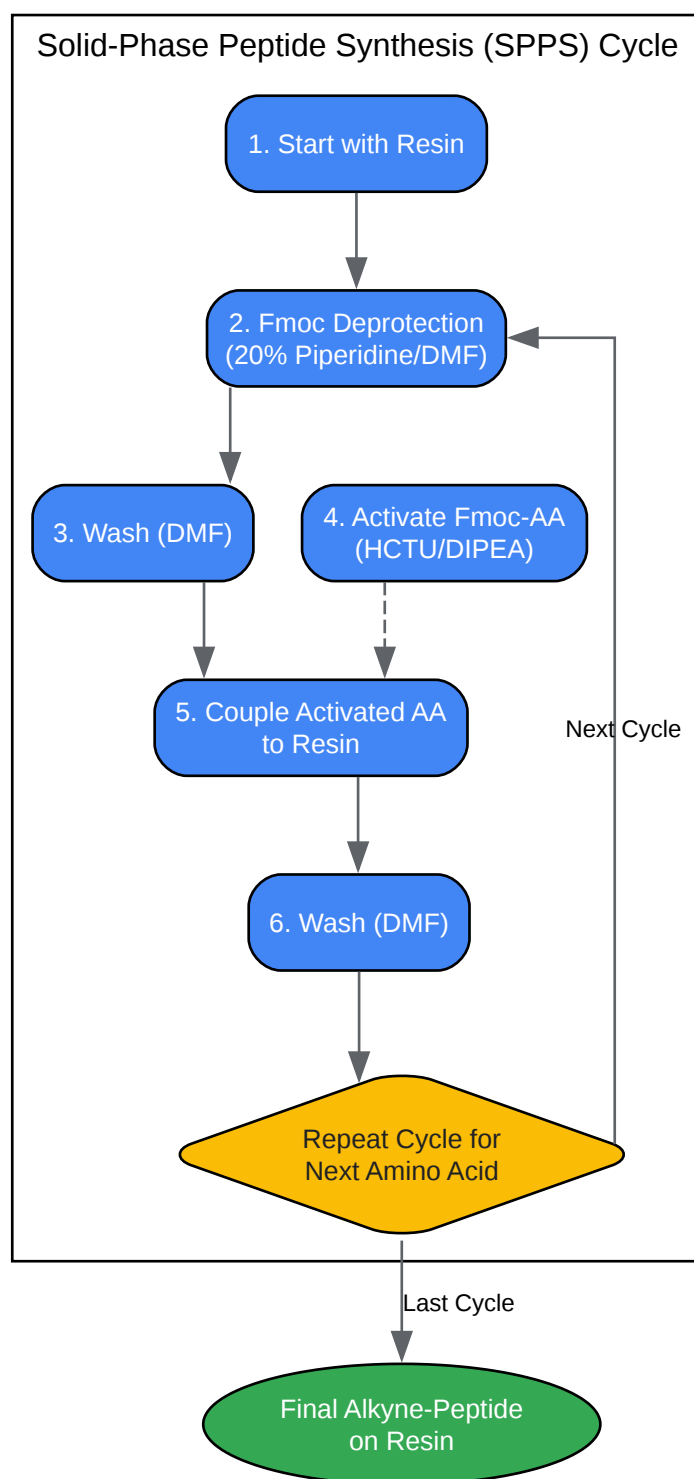 Solid-Phase Peptide Synthesis (SPPS) Cycle
1. Start with Resin
2. Fmoc Deprotection
(20% Piperidine/DMF)
3. Wash (DMF)
4. Activate Fmoc-AA
(HCTU/DIPEA)
5. Couple Activated AA
to Resin
Next Cycle
6. Wash (DMF)
Repeat Cycle for
Next Amino Acid
Last Cycle
Final Alkyne-Peptide
on Resin